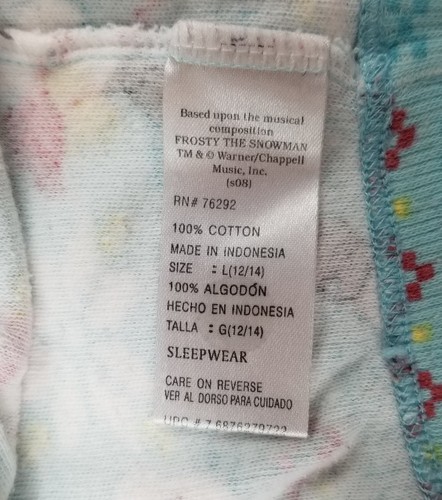 Based upon the musical
composition
FROSTY THE SNOWMAN
TM & © Warner/Chappell
Music, Inc.
(s08)
RN# 76292
100% COTTON
MADE IN INDONESIA
SIZE : L(12/14)
100% ALGODÓN
HECHO EN INDONESIA
TALLA : G(12/14)
SLEEPWEAR
CARE ON REVERSE
VER AL DORSO PARA CUIDADO